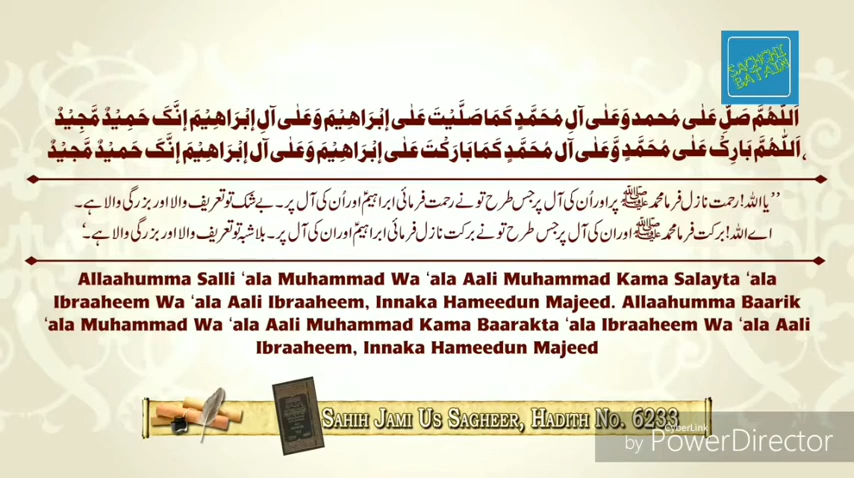 SACHCHI
BATAIN
اَللّٰهُمَّ صَلِّ عَلٰى مُحمد وَعَلٰى آلِ مُحَمَّدٍ كَمَا صَلَّيْتَ عَلٰى إِبْرَاهِيْمَ وَعَلٰى آلِ إِبْرَاهِيْمَ إِنَّكَ حَمِيْدٌ مَّجِيْدٌ
،اَللّٰهُمَّ بَارِكْ عَلٰى مُحَمَّدٍ وَّعَلٰى آلِ مُحَمَّدٍ كَمَا بَارَكْتَ عَلٰى إِبْرَاهِيْمَ وَعَلٰى آلِ إِبْرَاهِيْمَ إِنَّكَ حَمِيْدٌ مَّجِيْدٌ
’’یا اللہ! رحمت نازل فرما محمد ﷺ پر اور اُن کی آل پر جس طرح تو نے رحمت فرمائی ابراہیمؑ اور اُن کی آل پر۔ بے شک تو تعریف والا اور بزرگی والا ہے۔
اے اللہ! برکت فرما محمد ﷺ اور ان کی آل پر جس طرح تو نے برکت نازل فرمائی ابراہیمؑ اور ان کی آل پر۔ بلاشبہ تو تعریف والا اور بزرگی والا ہے۔‘
Allaahumma Salli ‘ala Muhammad Wa ‘ala Aali Muhammad Kama Salayta ‘ala
Ibraaheem Wa ‘ala Aali Ibraaheem, Innaka Hameedun Majeed. Allaahumma Baarik
‘ala Muhammad Wa ‘ala Aali Muhammad Kama Baarakta ‘ala Ibraaheem Wa ‘ala Aali
Ibraaheem, Innaka Hameedun Majeed
Sahih Jami Us Sagheer, Hadith No. 6233
CyberLink
by PowerDirector